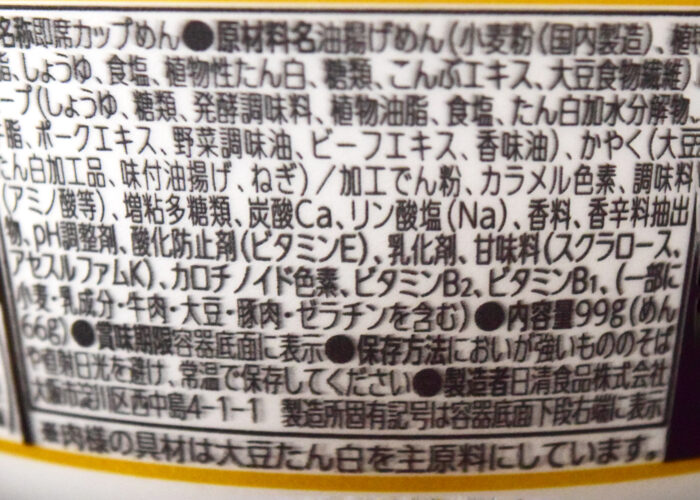 名称即席カップめん●原材料名油揚げめん(小麦粉(国内製造)、植
脂、しょうゆ、食塩、植物性たん白、糖類、こんぶエキス、大豆食物繊維)
ープ(しょうゆ、糖類、発酵調味料、植物油脂、食塩、たん白加水分解物、
脂、ポークエキス、野菜調味油、ビーフエキス、香味油)、かやく(大豆
たん白加工品、味付油揚げ、ねぎ)/加工でん粉、カラメル色素、調味料
(アミノ酸等)、増粘多糖類、炭酸Ca、リン酸塩(Na)、香料、香辛料抽出
物、pH調整剤、酸化防止剤(ビタミンE)、乳化剤、甘味料(スクラロース、
アセスルファムK)、カロチノイド色素、ビタミンB2、ビタミンB1、(一部に
小麦・乳成分・牛肉・大豆・豚肉・ゼラチンを含む)●内容量99g(めん
66g)●賞味期限容器底面に表示●保存方法においが強いもののそば
や直射日光を避け、常温で保存してください●製造者日清食品株式会社
大阪市淀川区西中島4-1-1 製造所固有記号は容器底面下段右端に表示
※肉様の具材は大豆たん白を主原料にしています。